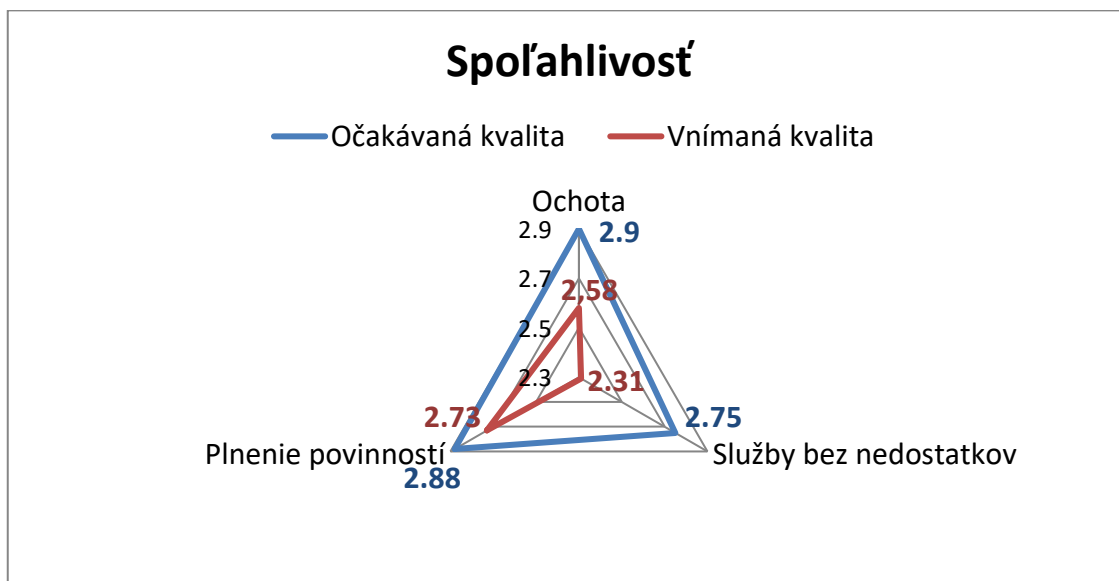 Spoľahlivosť
Očakávaná kvalita Vnímaná kvalita
Ochota
2.9 2.9
2.7
2,58
2.5
2.3 2.31
2.73 2.75
Plnenie povinností Služby bez nedostatkov
2.88